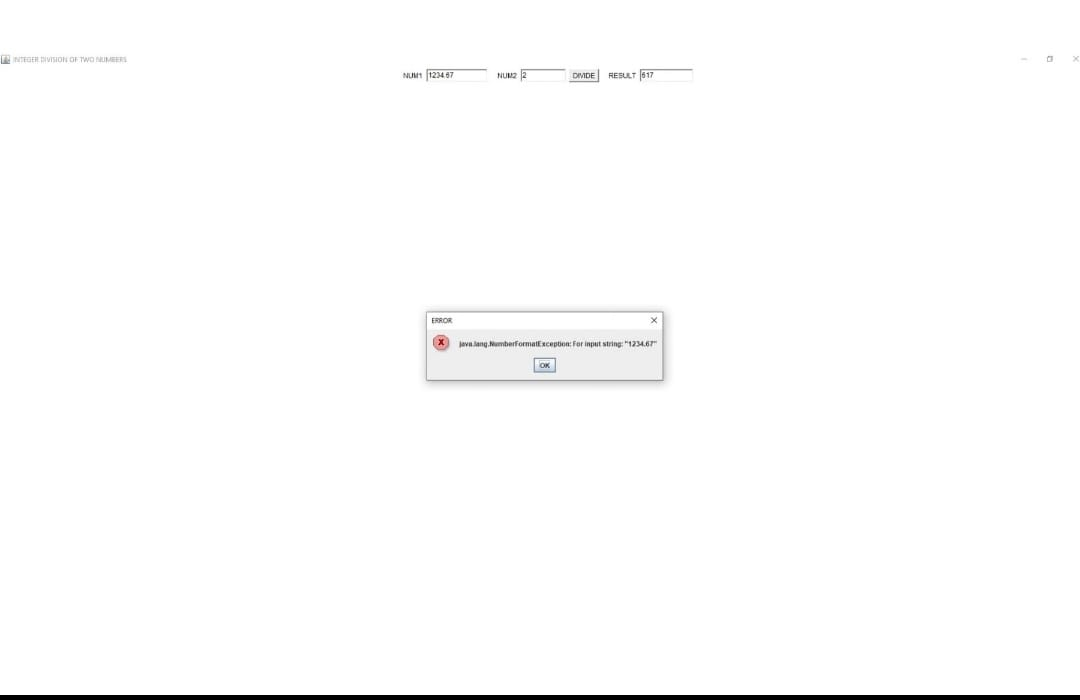 INTEGER DIVISION OF TWO NUMBERS
NUM1 1234.67 NUM2 2 DIVIDE RESULT 617
ERROR
X java.lang.NumberFormatException: For input string: "1234.67"
OK